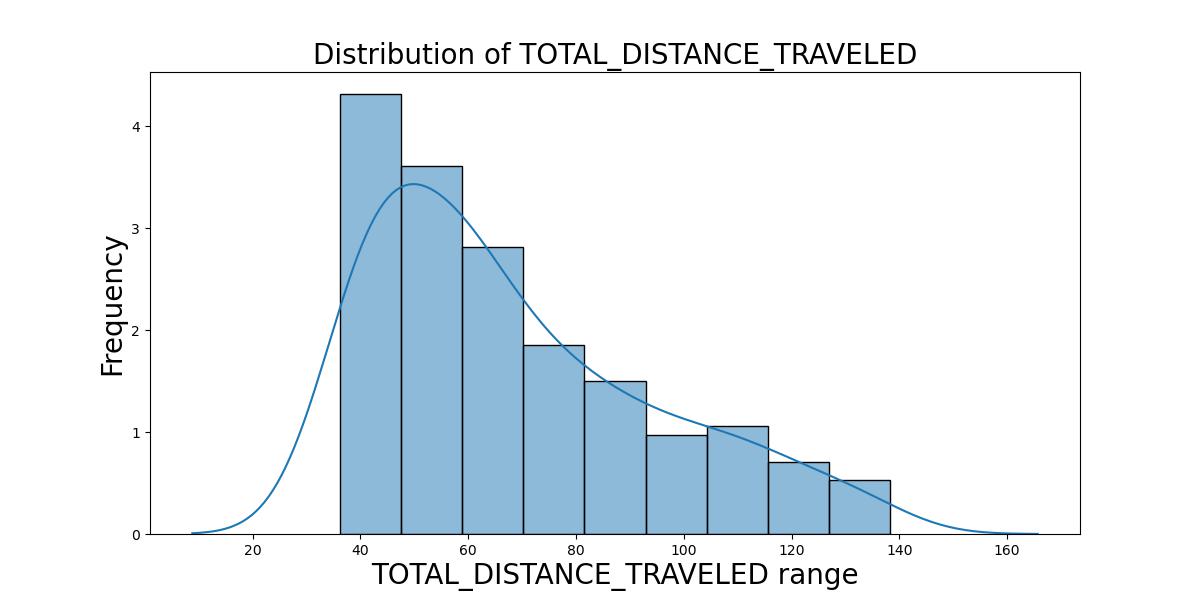 Distribution of TOTAL_DISTANCE_TRAVELED
4
3
2
1
0
Frequency
20 40 60 80 100 120 140 160
TOTAL_DISTANCE_TRAVELED range